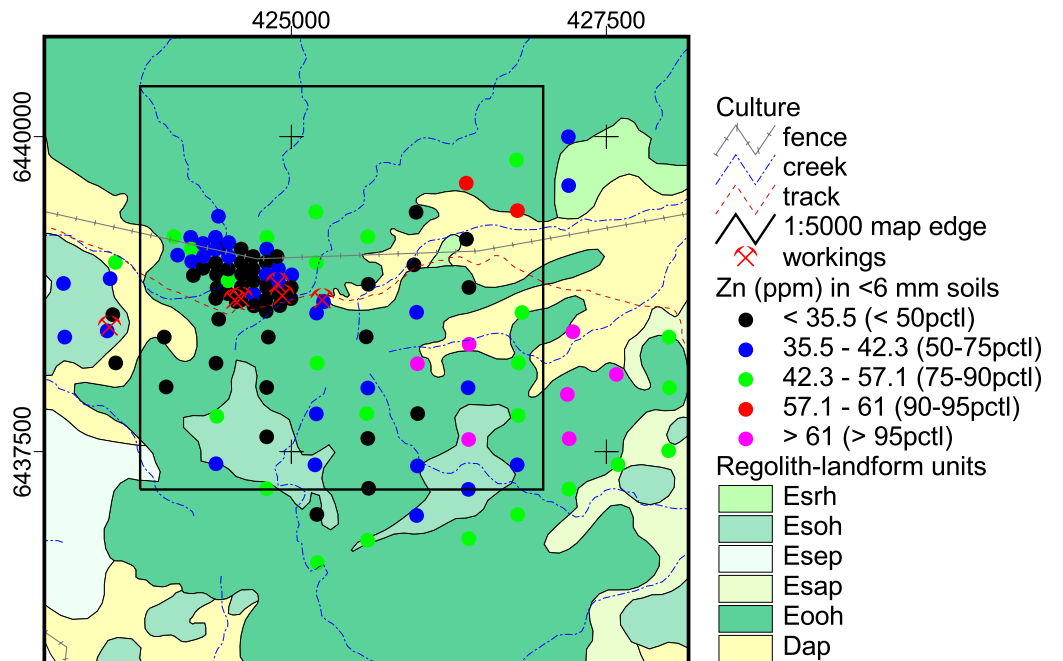 425000 427500
6440000
6437500
Culture
fence
creek
track
1:5000 map edge
workings
Zn (ppm) in <6 mm soils
< 35.5 (< 50pctl)
35.5 - 42.3 (50-75pctl)
42.3 - 57.1 (75-90pctl)
57.1 - 61 (90-95pctl)
> 61 (> 95pctl)
Regolith-landform units
Esrh
Esoh
Esep
Esap
Eooh
Dap